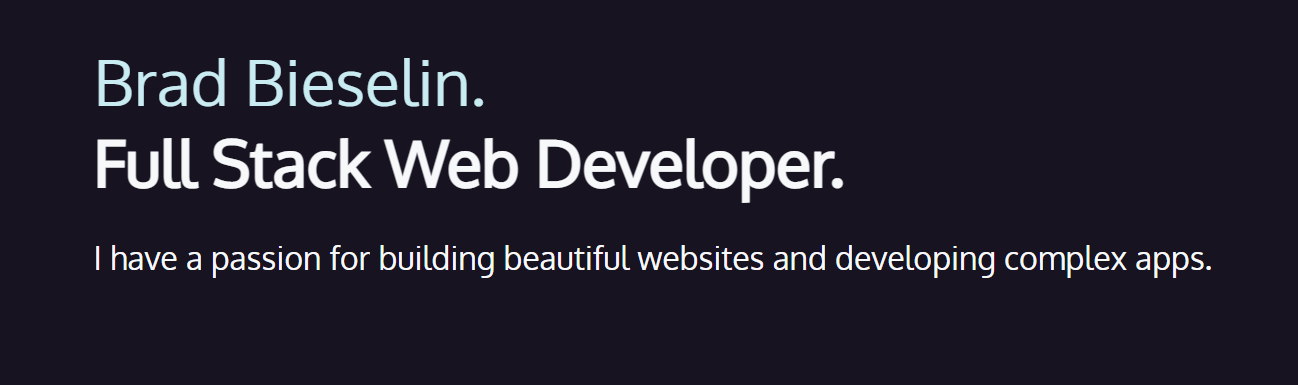 Brad Bieselin.
Full Stack Web Developer.
I have a passion for building beautiful websites and developing complex apps.